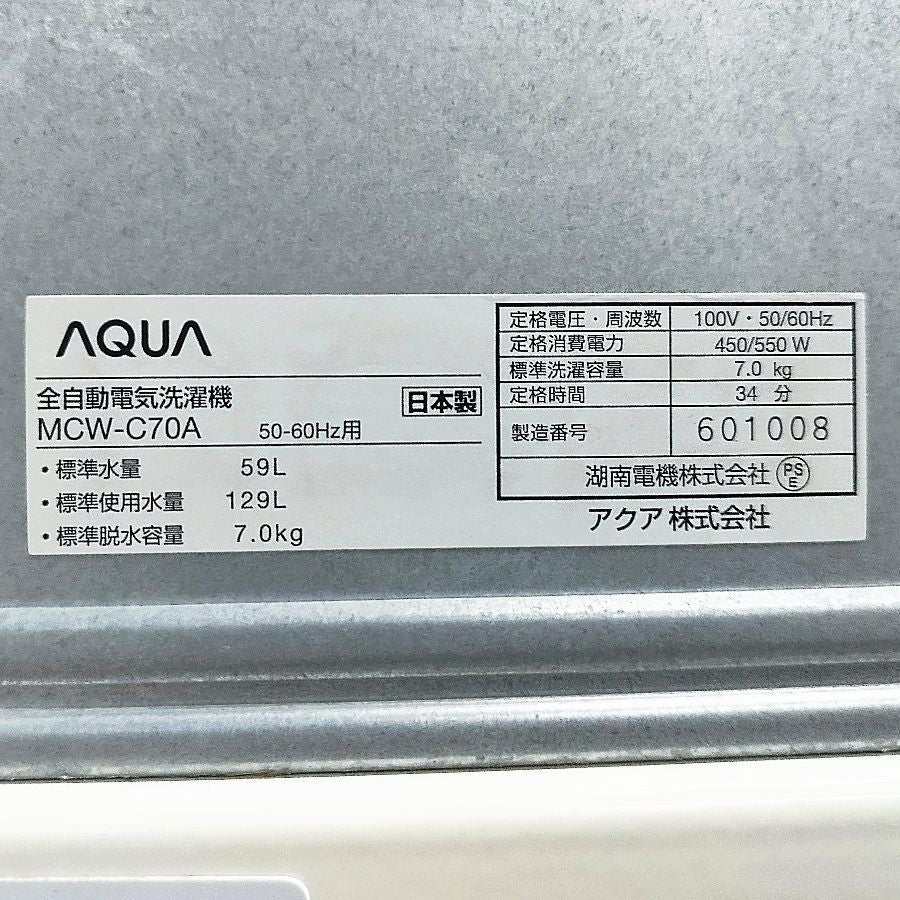 AQUA
全自動電気洗濯機
日本製
MCW-C70A 50-60Hz用
・標準水量 59L
・標準使用水量 129L
・標準脱水容量 7.0kg
定格電圧・周波数 100V・50/60Hz
定格消費電力 450/550 W
標準洗濯容量 7.0 kg
定格時間 34 分
製造番号 601008
湖南電機株式会社 PSE
アクア 株式会社